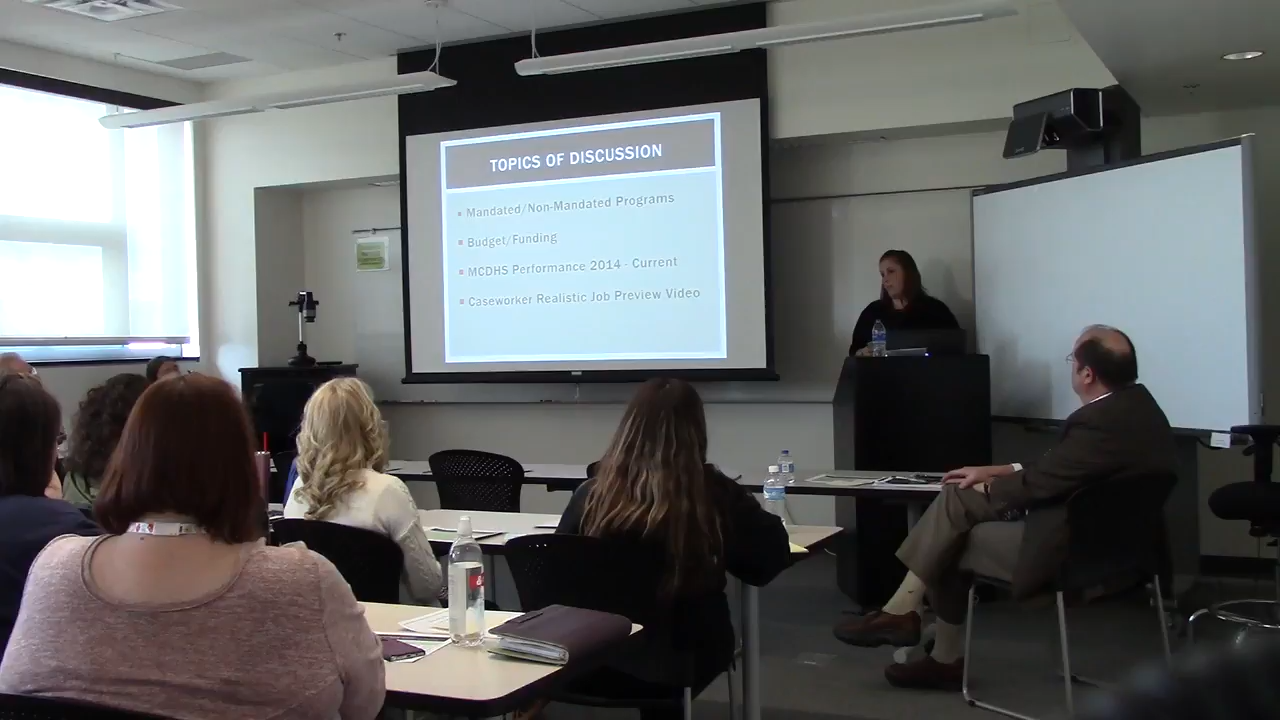 TOPICS OF DISCUSSION
Mandated/Non-Mandated Programs
Budget/Funding
MCDHS Performance 2014 - Current
Caseworker Realistic Job Preview Video